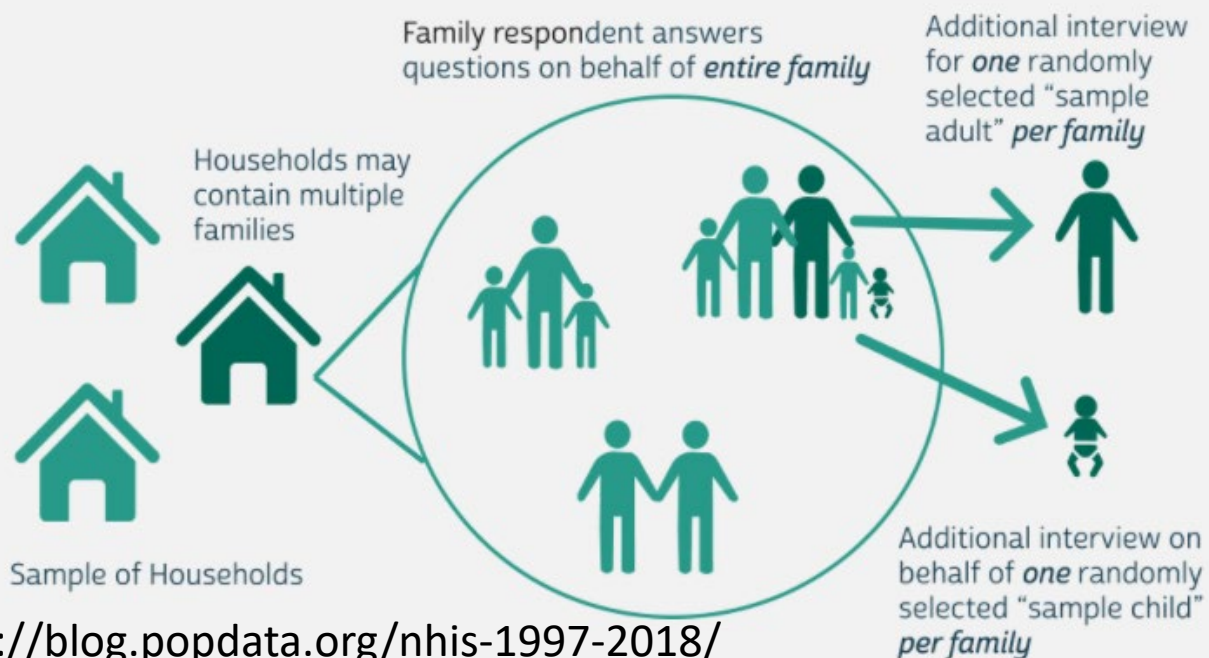 Family respondent answers
questions on behalf of entire family
Additional interview
for one randomly
selected "sample
adult" per family
Households may
contain multiple
families
Sample of Households
Additional interview on
behalf of one randomly
selected "sample child"
per family
://blog.popdata.org/nhis-1997-2018/